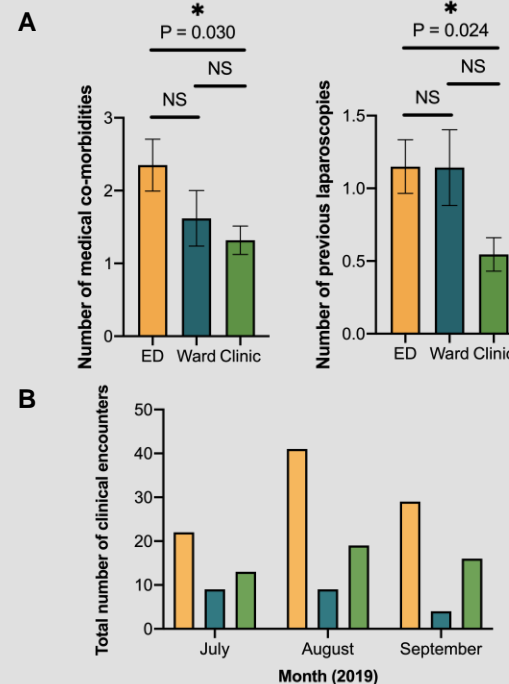 A
*
P = 0.030
NS
NS
Number of medical co-morbidities
3
2
1
0
ED Ward Clinic
*
P = 0.024
NS
NS
Number of previous laparoscopies
1.5
1.0
0.5
0.0
ED Ward Clinic
B
Total number of clinical encounters
50
40
30
20
10
0
July August September
Month (2019)